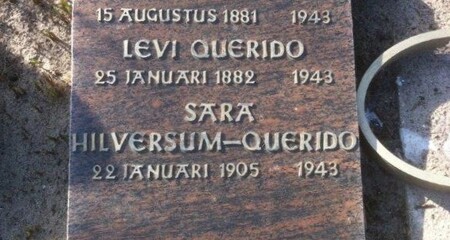 15 AUGUSTUS 1881 1943
LEVI QUERIDO
25 JANUARI 1882 1943
SARA
HILVERSUM-QUERIDO
22 JANUARI 1905 1943